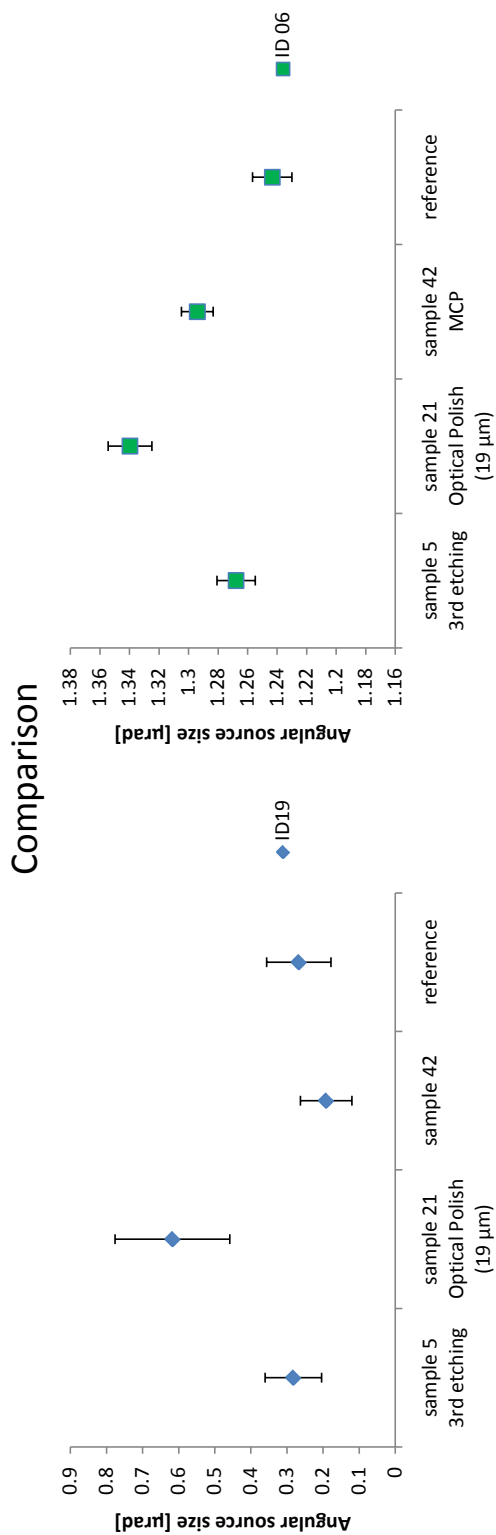 Comparison
Angular source size [µrad]
0.9
0.8
0.7
0.6
0.5
0.4
0.3
0.2
0.1
0
sample 5
3rd etching
sample 21
Optical Polish
(19 µm)
sample 42
reference
ID19
Angular source size [µrad]
1.38
1.36
1.34
1.32
1.3
1.28
1.26
1.24
1.22
1.2
1.18
1.16
sample 5
3rd etching
sample 21
Optical Polish
(19 µm)
sample 42
MCP
reference
ID 06